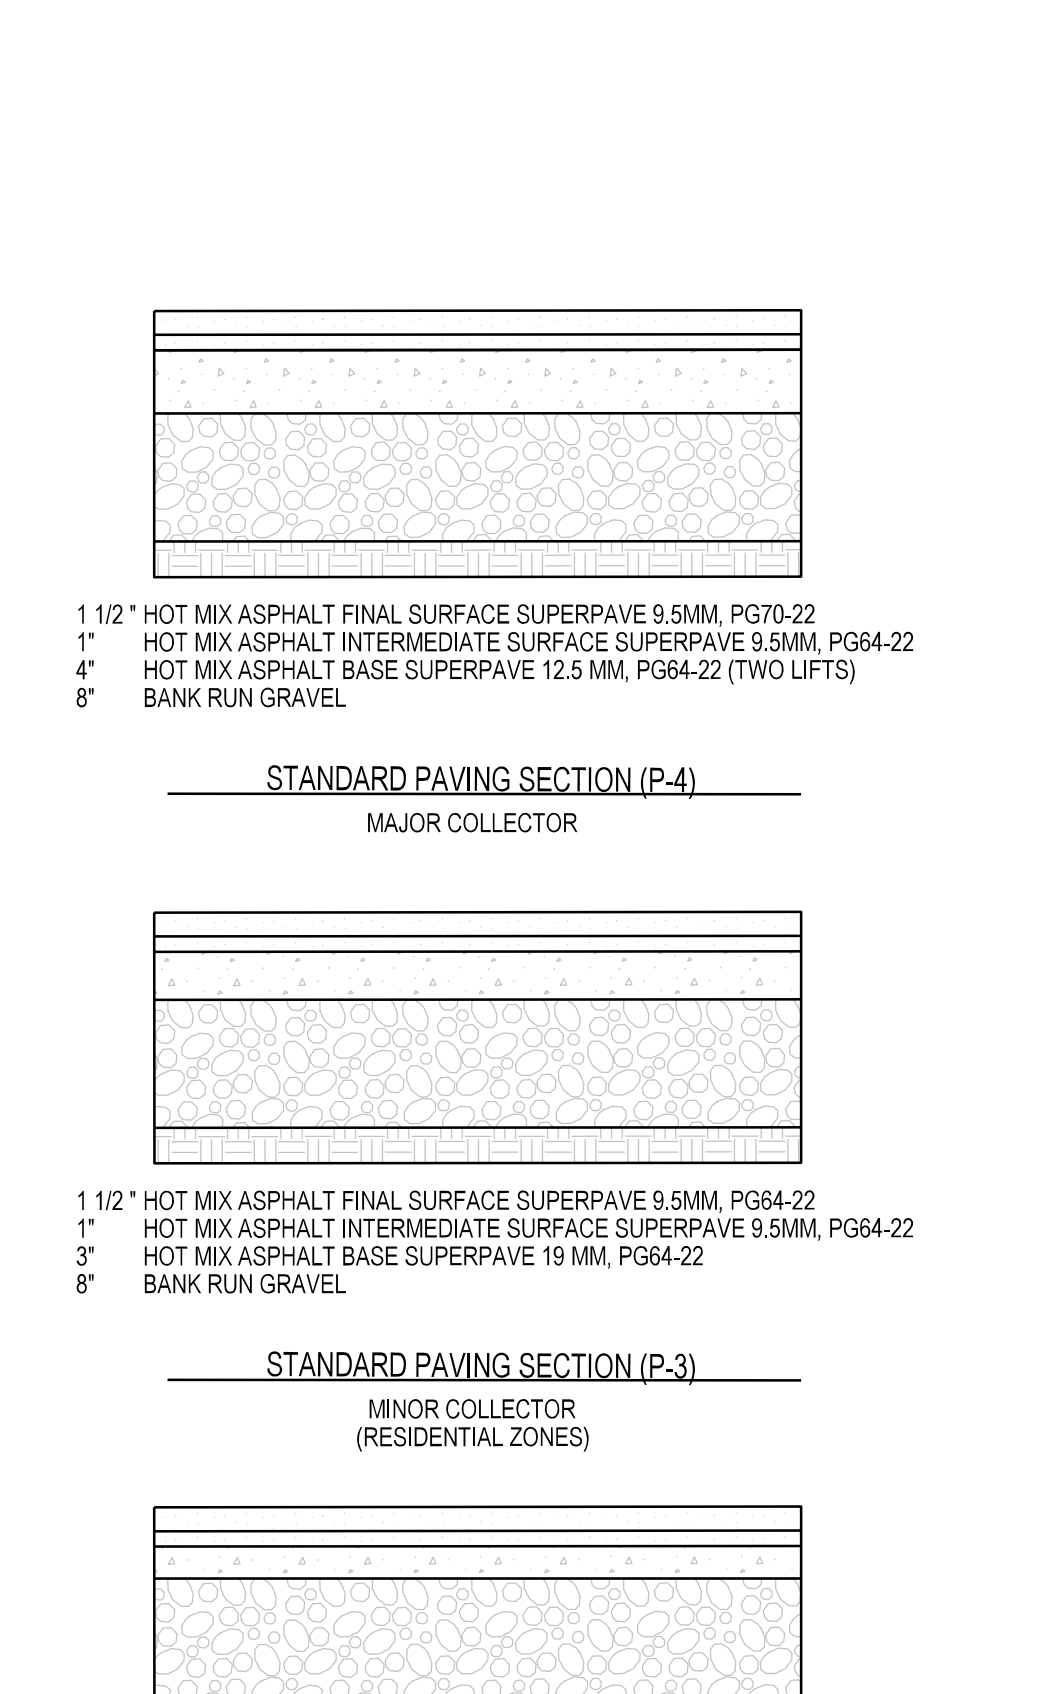 1 1/2 " HOT MIX ASPHALT FINAL SURFACE SUPERPAVE 9.5MM, PG70-22
1" HOT MIX ASPHALT INTERMEDIATE SURFACE SUPERPAVE 9.5MM, PG64-22
4" HOT MIX ASPHALT BASE SUPERPAVE 12.5 MM, PG64-22 (TWO LIFTS)
8" BANK RUN GRAVEL
STANDARD PAVING SECTION (P-4)
MAJOR COLLECTOR
1 1/2 " HOT MIX ASPHALT FINAL SURFACE SUPERPAVE 9.5MM, PG64-22
1" HOT MIX ASPHALT INTERMEDIATE SURFACE SUPERPAVE 9.5MM, PG64-22
3" HOT MIX ASPHALT BASE SUPERPAVE 19 MM, PG64-22
8" BANK RUN GRAVEL
STANDARD PAVING SECTION (P-3)
MINOR COLLECTOR
(RESIDENTIAL ZONES)